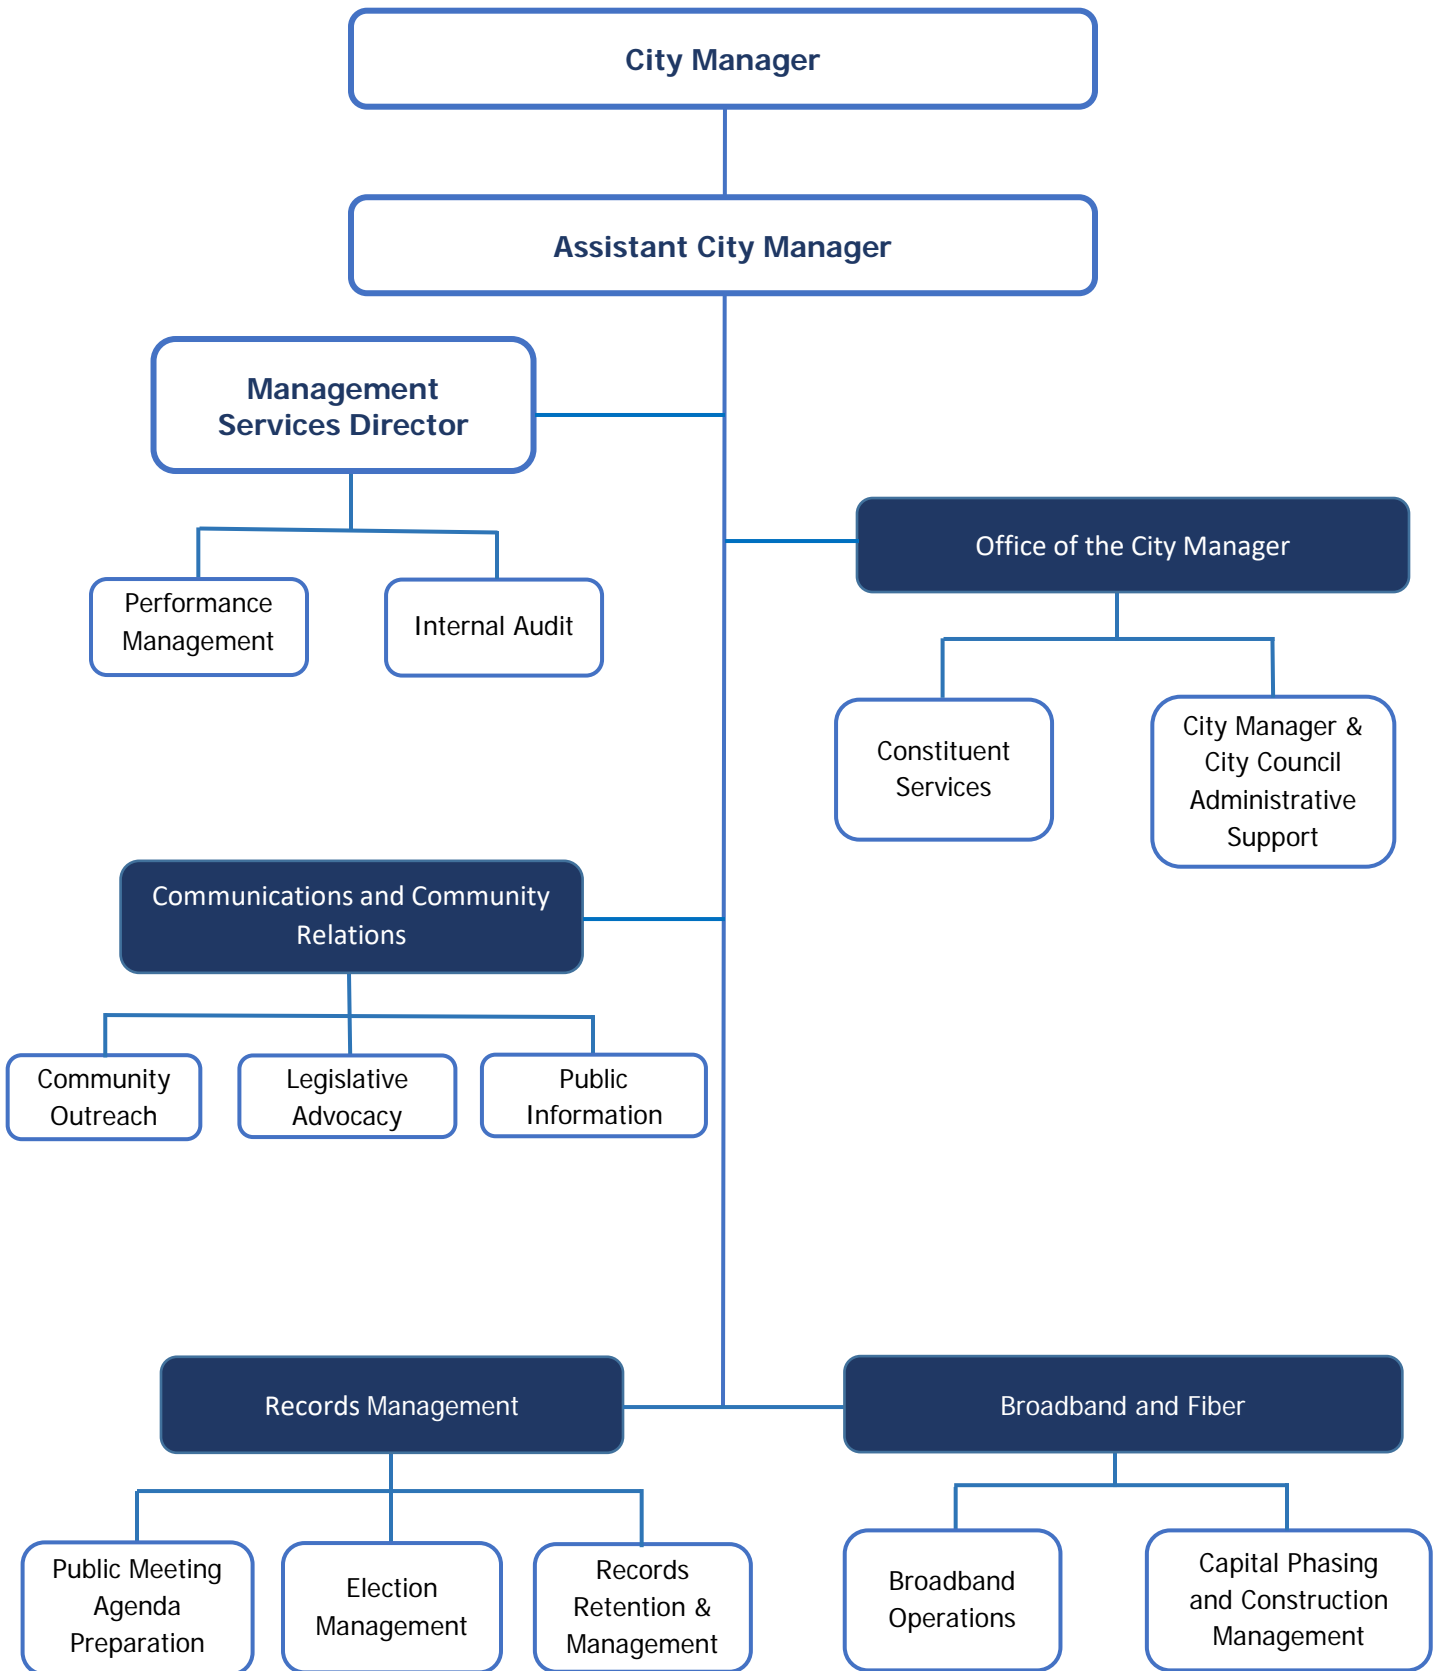 City Manager
Assistant City Manager
Management
Services Director
Office of the City Manager
Performance
Management
Internal Audit
Constituent
Services
City Manager &
City Council
Administrative
Support
Communications and Community
Relations
Community
Outreach
Legislative
Advocacy
Public
Information
Records Management
Broadband and Fiber
Public Meeting
Agenda
Preparation
Election
Management
Records
Retention &
Management
Broadband
Operations
Capital Phasing
and Construction
Management